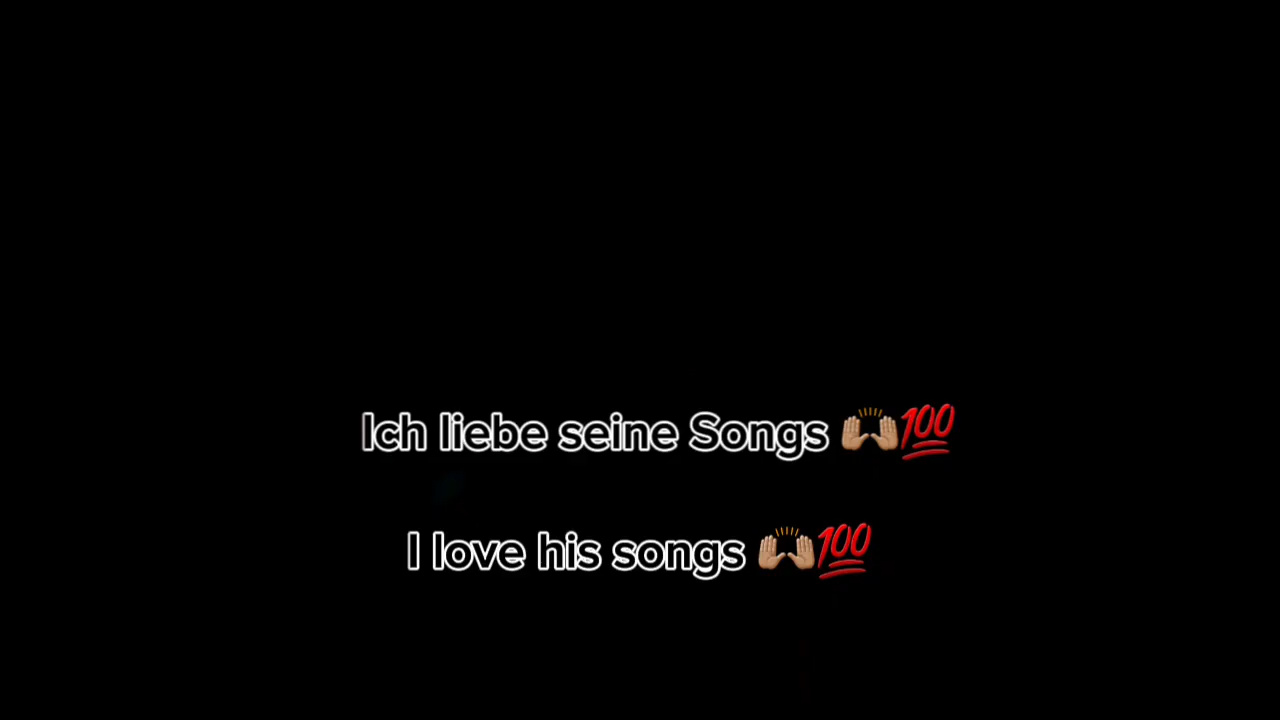 Ich liebe seine Songs 🙌🏽💯
I love his songs 🙌🏽💯